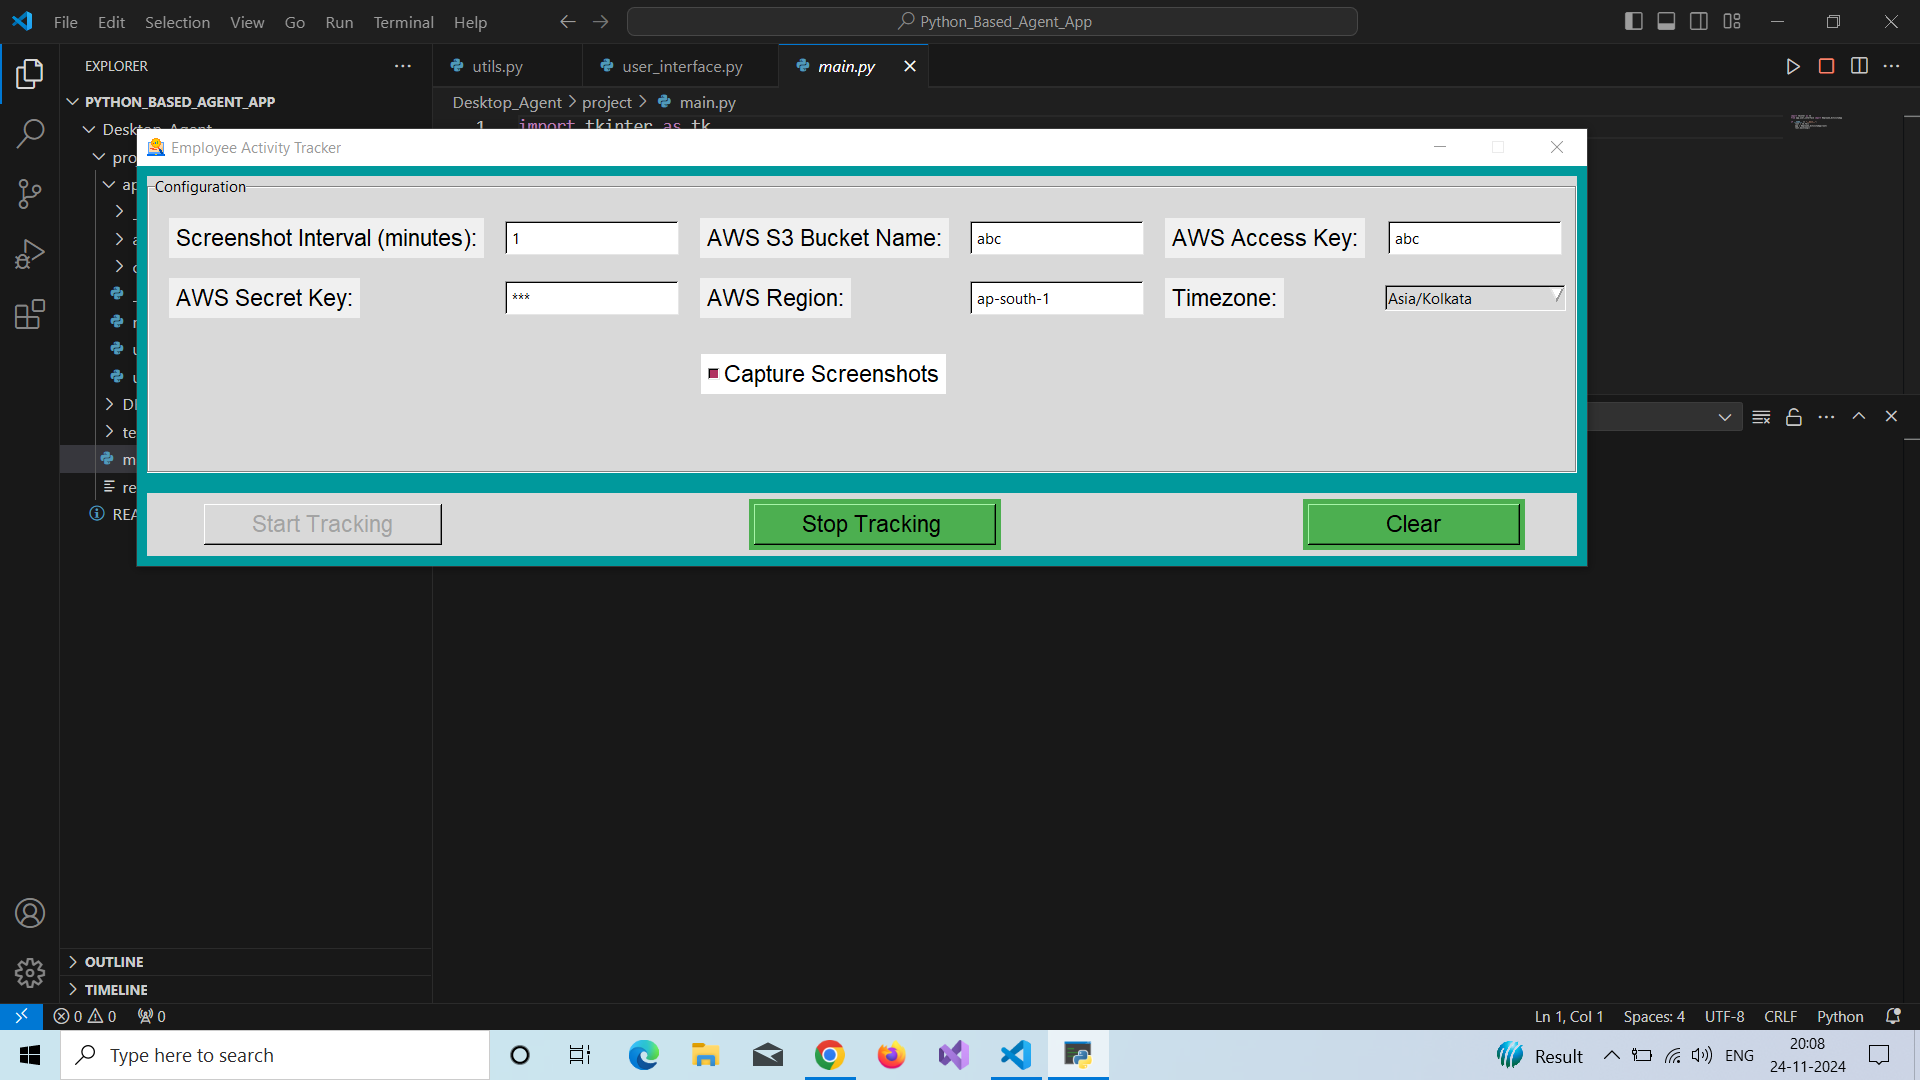 File Edit Selection View Go Run Terminal Help
Python_Based_Agent_App
EXPLORER
utils.py user_interface.py main.py
PYTHON_BASED_AGENT_APP
Desktop_Agent > project > main.py
Desktop_Agent
1 import tkinter as tk
Employee Activity Tracker
pro
Configuration
ap
Screenshot Interval (minutes): 1 AWS S3 Bucket Name: abc AWS Access Key: abc
AWS Secret Key: *** AWS Region: ap-south-1 Timezone: Asia/Kolkata
Capture Screenshots
te
m
re
REA
Start Tracking Stop Tracking Clear
OUTLINE
TIMELINE
0 0 0
Ln 1, Col 1 Spaces: 4 UTF-8 CRLF Python
Type here to search
Result ENG 20:08
24-11-2024